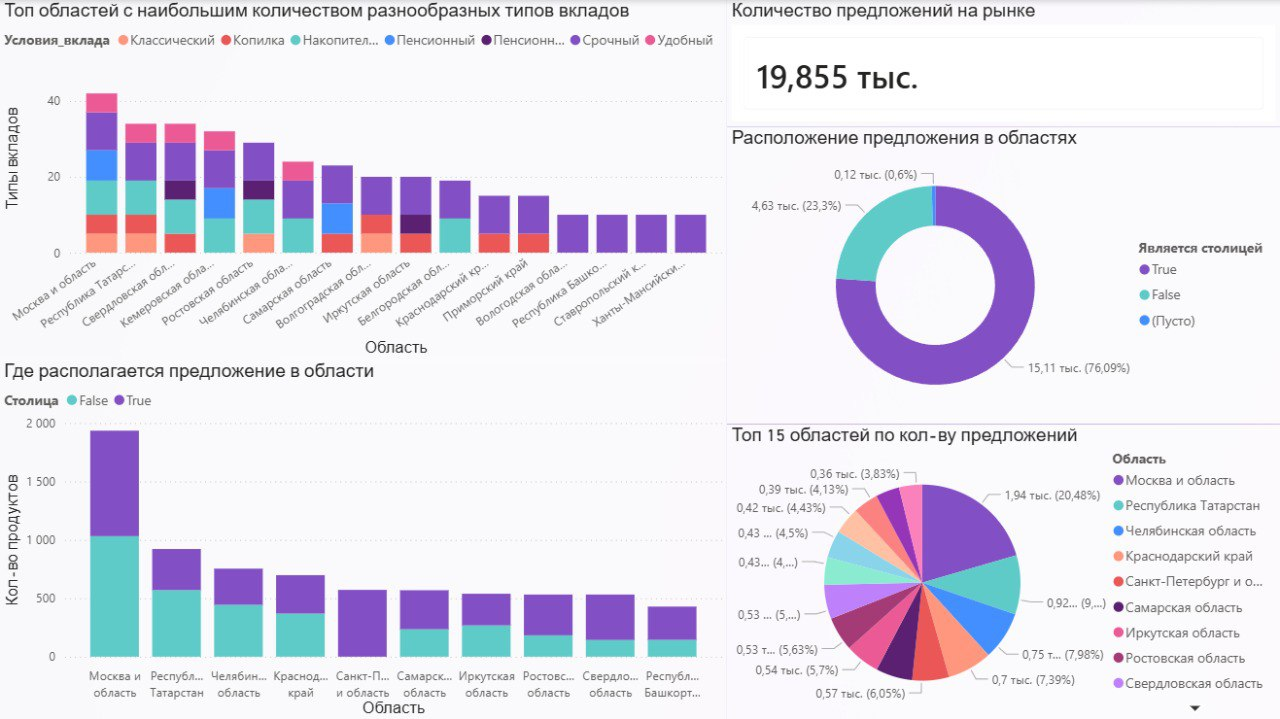 Топ областей с наибольшим количеством разнообразных типов вкладов
Условия_вклада Классический Копилка Накопител... Пенсионный Пенсионн... Срочный Удобный
Типы вкладов
40
20
0
Москва и область
Республика Татарс...
Свердловская обл...
Кемеровская обла...
Ростовская область
Челябинская обла...
Самарская область
Волгоградская обл...
Иркутская область
Белгородская обл...
Краснодарский кр...
Приморский край
Вологодская обла...
Республика Башко...
Ставропольский к...
Ханты-Мансийски...
Область
Где располагается предложение в области
Столица False True
Кол-во продуктов
2 000
1 500
1 000
500
0
Москва и область
Республ... Татарстан
Челябин... область
Краснод... край
Санкт-П... и область
Самарск... область
Иркутская область
Ростовс... область
Свердло... область
Республ... Башкорт...
Область
Количество предложений на рынке
19,855 тыс.
Расположение предложения в областях
0,12 тыс. (0,6%)
4,63 тыс. (23,3%)
15,11 тыс. (76,09%)
Является столицей
True
False
(Пусто)
Топ 15 областей по кол-ву предложений
0,36 тыс. (3,83%)
0,39 тыс. (4,13%)
0,42 тыс. (4,43%)
0,43 ... (4,5%)
0,43... (4,...)
0,53 ... (5,...)
0,53 т... (5,63%)
0,54 тыс. (5,7%)
0,57 тыс. (6,05%)
0,7 тыс. (7,39%)
0,75 т... (7,98%)
0,92... (9,...)
1,94 тыс. (20,48%)
Область
Москва и область
Республика Татарстан
Челябинская область
Краснодарский край
Санкт-Петербург и о...
Самарская область
Иркутская область
Ростовская область
Свердловская область